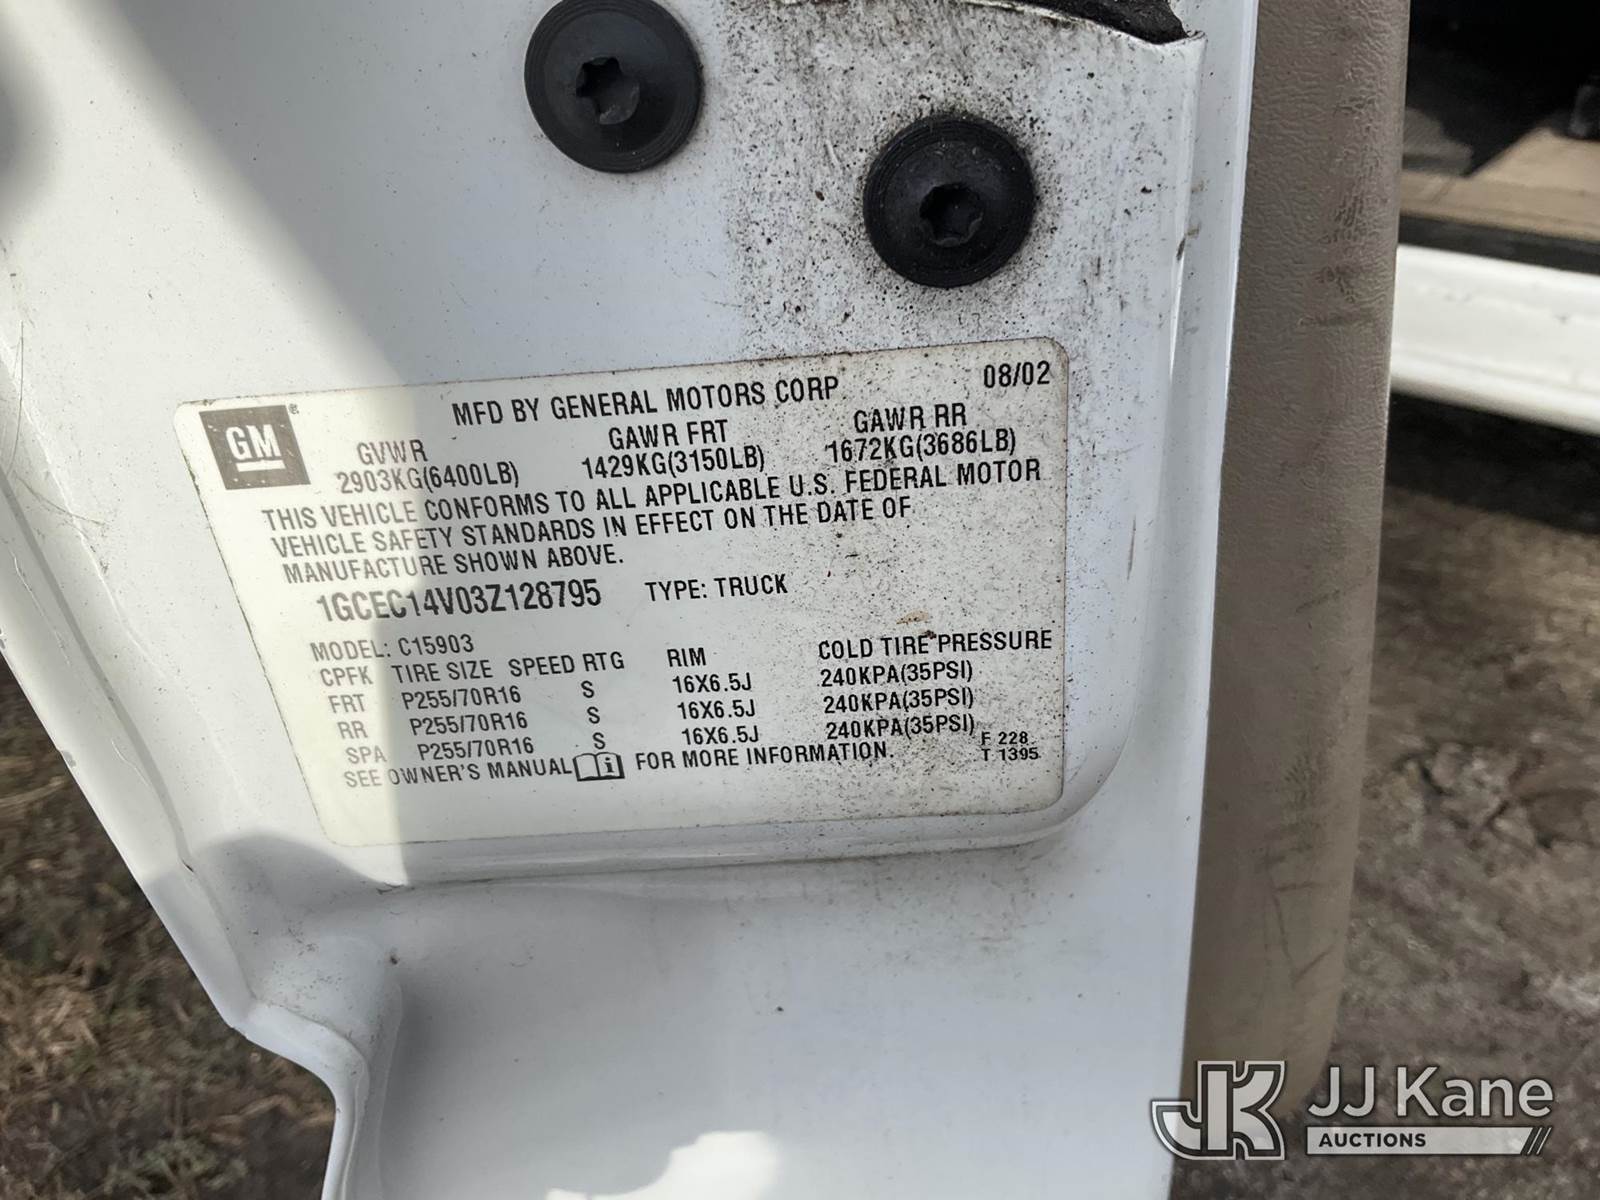 GM®
MFD BY GENERAL MOTORS CORP 08/02
GVWR GAWR FRT GAWR RR
2903KG(6400LB) 1429KG(3150LB) 1672KG(3686LB)
THIS VEHICLE CONFORMS TO ALL APPLICABLE U.S. FEDERAL MOTOR
VEHICLE SAFETY STANDARDS IN EFFECT ON THE DATE OF
MANUFACTURE SHOWN ABOVE.
1GCEC14V03Z128795 TYPE: TRUCK
MODEL: C15903
CPFK TIRE SIZE SPEED RTG RIM COLD TIRE PRESSURE
FRT P255/70R16 S 16X6.5J 240KPA(35PSI)
RR P255/70R16 S 16X6.5J 240KPA(35PSI)
SPA P255/70R16 S 16X6.5J 240KPA(35PSI)
SEE OWNER'S MANUAL FOR MORE INFORMATION.
F 228
T 1395
JK JJ Kane
AUCTIONS